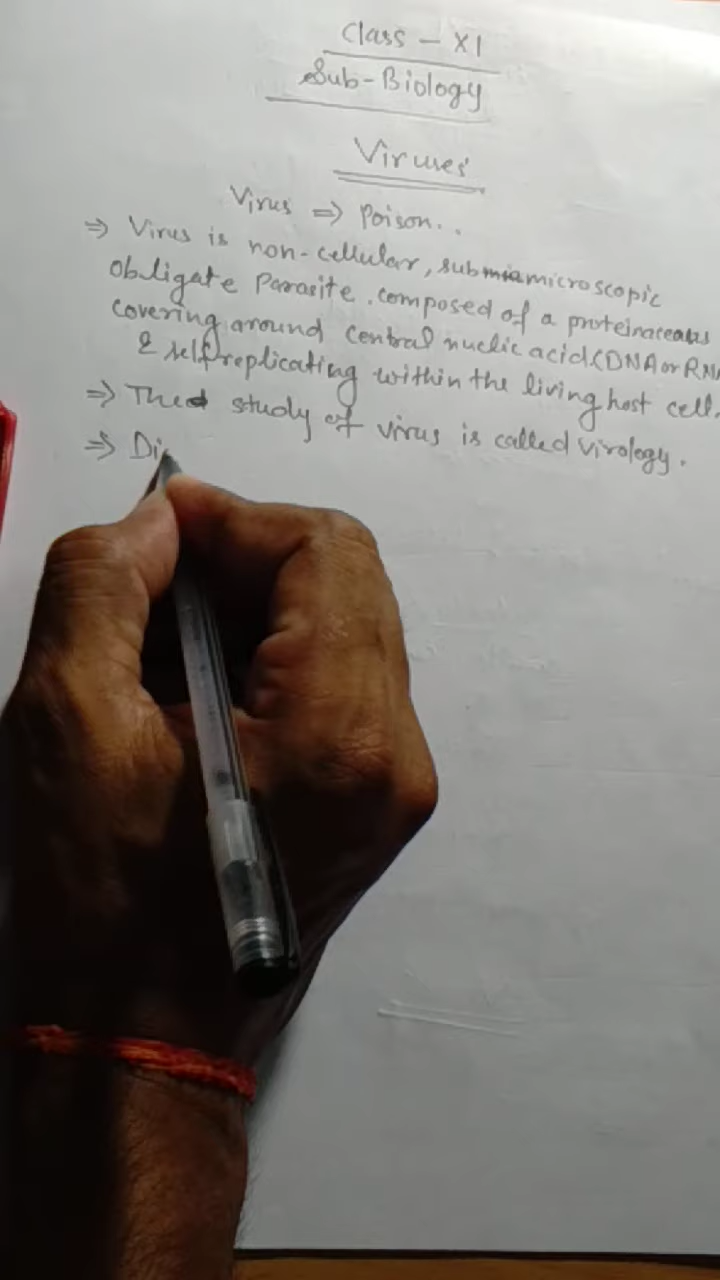 Class - XI
Sub-Biology
Viruses
Virus ⇒ Poison..
⇒ Virus is non-cellular, submicroscopic
obligate Parasite. composed of a proteinaceous
covering around central nuclic acid (DNA or RNA
& self replicating within the living host cell.
⇒ The study of virus is called virology.
⇒ Di